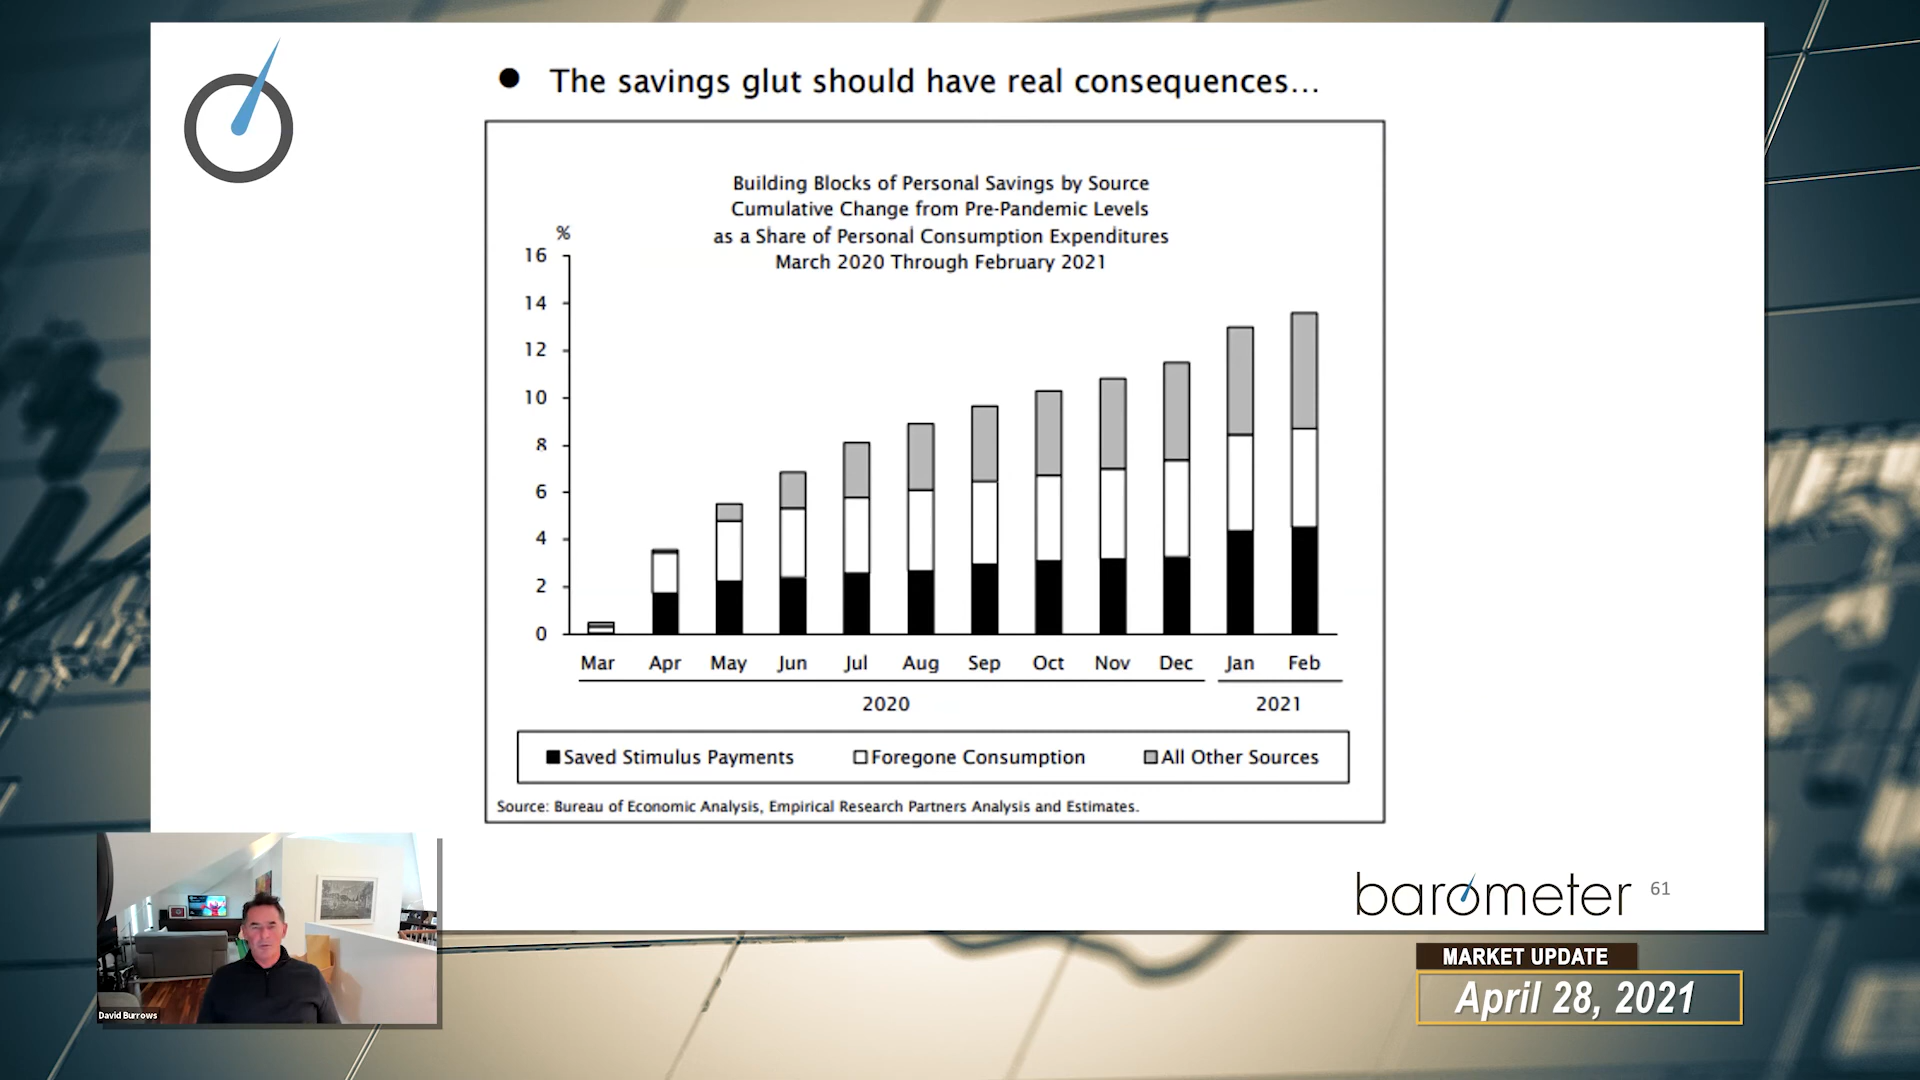 ● The savings glut should have real consequences...
Building Blocks of Personal Savings by Source
Cumulative Change from Pre-Pandemic Levels
as a Share of Personal Consumption Expenditures
March 2020 Through February 2021
%
16
14
12
10
8
6
4
2
0
Mar Apr May Jun Jul Aug Sep Oct Nov Dec Jan Feb
2020 2021
Saved Stimulus Payments Foregone Consumption All Other Sources
Source: Bureau of Economic Analysis, Empirical Research Partners Analysis and Estimates.
barometer 61
MARKET UPDATE
April 28, 2021
David Burrows